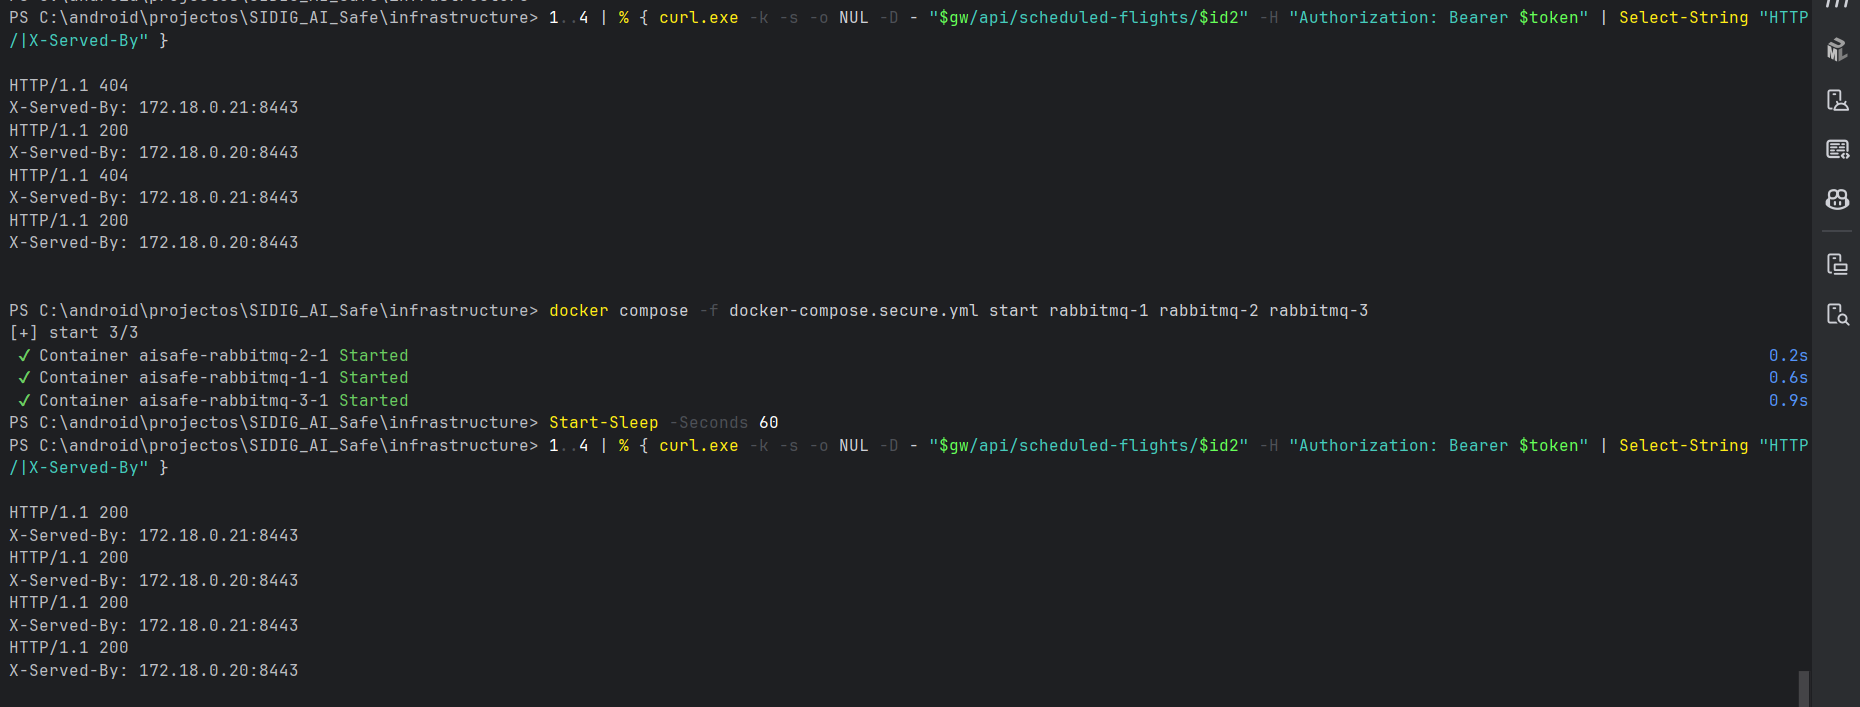 PS C:\android\projectos\SIDIG_AI_Safe\infrastructure> 1..4 | % { curl.exe -k -s -o NUL -D - "$gw/api/scheduled-flights/$id2" -H "Authorization: Bearer $token" | Select-String "HTTP
/|X-Served-By" }
HTTP/1.1 404
X-Served-By: 172.18.0.21:8443
HTTP/1.1 200
X-Served-By: 172.18.0.20:8443
HTTP/1.1 404
X-Served-By: 172.18.0.21:8443
HTTP/1.1 200
X-Served-By: 172.18.0.20:8443
PS C:\android\projectos\SIDIG_AI_Safe\infrastructure> docker compose -f docker-compose.secure.yml start rabbitmq-1 rabbitmq-2 rabbitmq-3
[+] start 3/3
✓ Container aisafe-rabbitmq-2-1 Started 0.2s
✓ Container aisafe-rabbitmq-1-1 Started 0.6s
✓ Container aisafe-rabbitmq-3-1 Started 0.9s
PS C:\android\projectos\SIDIG_AI_Safe\infrastructure> Start-Sleep -Seconds 60
PS C:\android\projectos\SIDIG_AI_Safe\infrastructure> 1..4 | % { curl.exe -k -s -o NUL -D - "$gw/api/scheduled-flights/$id2" -H "Authorization: Bearer $token" | Select-String "HTTP
/|X-Served-By" }
HTTP/1.1 200
X-Served-By: 172.18.0.21:8443
HTTP/1.1 200
X-Served-By: 172.18.0.20:8443
HTTP/1.1 200
X-Served-By: 172.18.0.21:8443
HTTP/1.1 200
X-Served-By: 172.18.0.20:8443